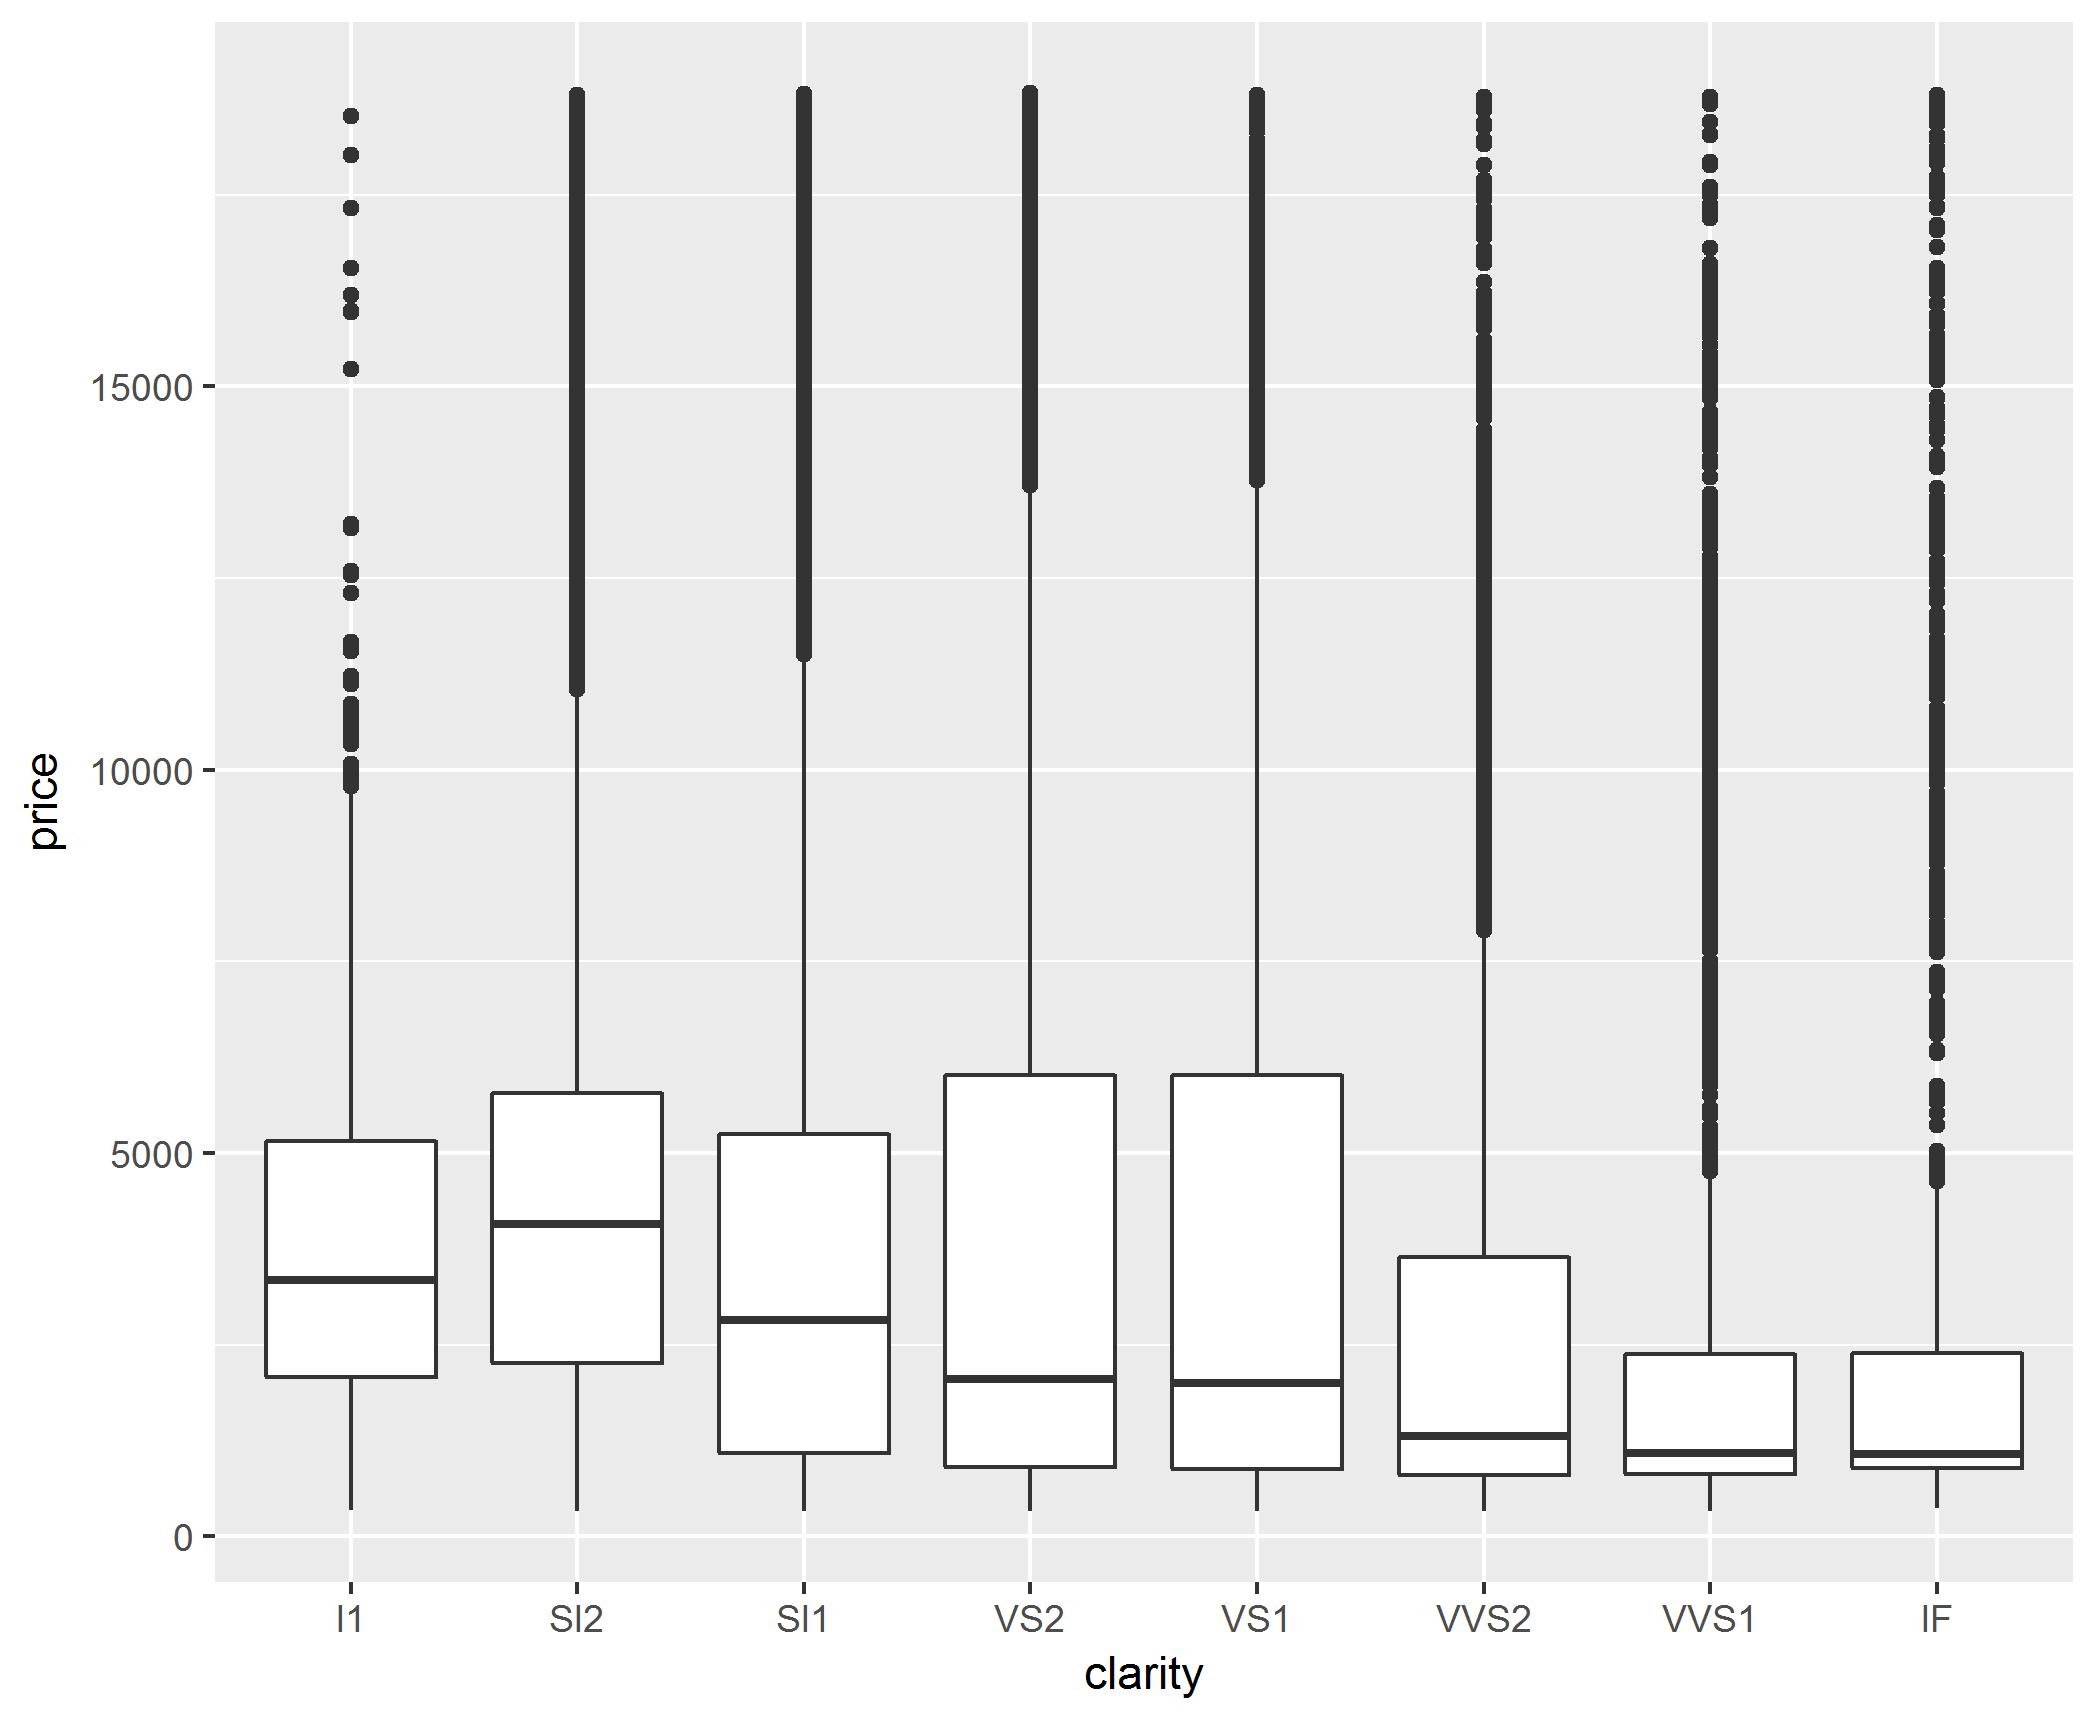 price
15000
10000
5000
0
I1 SI2 SI1 VS2 VS1 VVS2 VVS1 IF
clarity